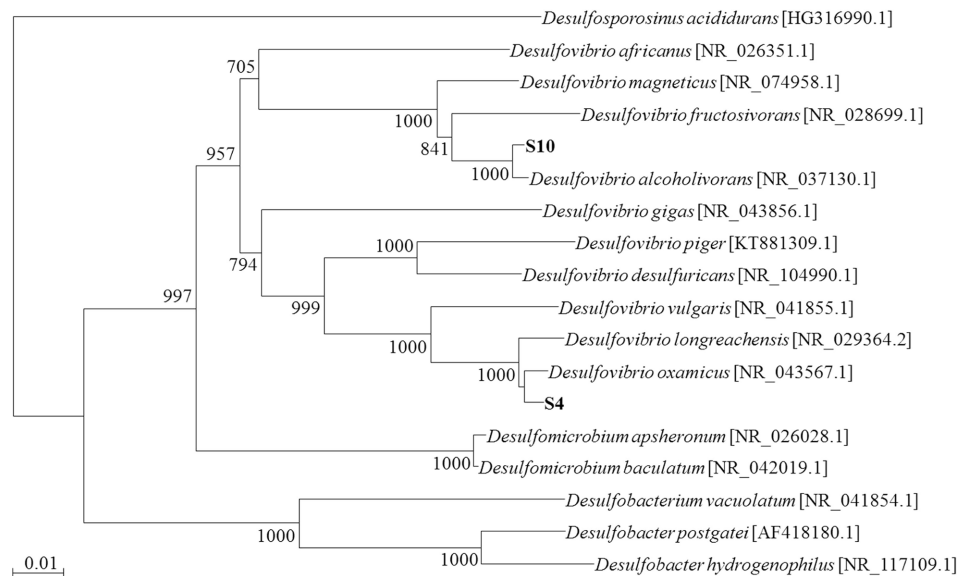 Desulfosporosinus acididurans [HG316990.1]
Desulfovibrio africanus [NR_026351.1]
705
Desulfovibrio magneticus [NR_074958.1]
Desulfovibrio fructosivorans [NR_028699.1]
1000
841
S10
957
1000
Desulfovibrio alcoholivorans [NR_037130.1]
Desulfovibrio gigas [NR_043856.1]
Desulfovibrio piger [KT881309.1]
1000
794
Desulfovibrio desulfuricans [NR_104990.1]
997
999
Desulfovibrio vulgaris [NR_041855.1]
Desulfovibrio longreachensis [NR_029364.2]
1000
Desulfovibrio oxamicus [NR_043567.1]
1000
S4
Desulfomicrobium apsheronum [NR_026028.1]
1000
Desulfomicrobium baculatum [NR_042019.1]
Desulfobacterium vacuolatum [NR_041854.1]
1000
Desulfobacter postgatei [AF418180.1]
1000
0.01
Desulfobacter hydrogenophilus [NR_117109.1]